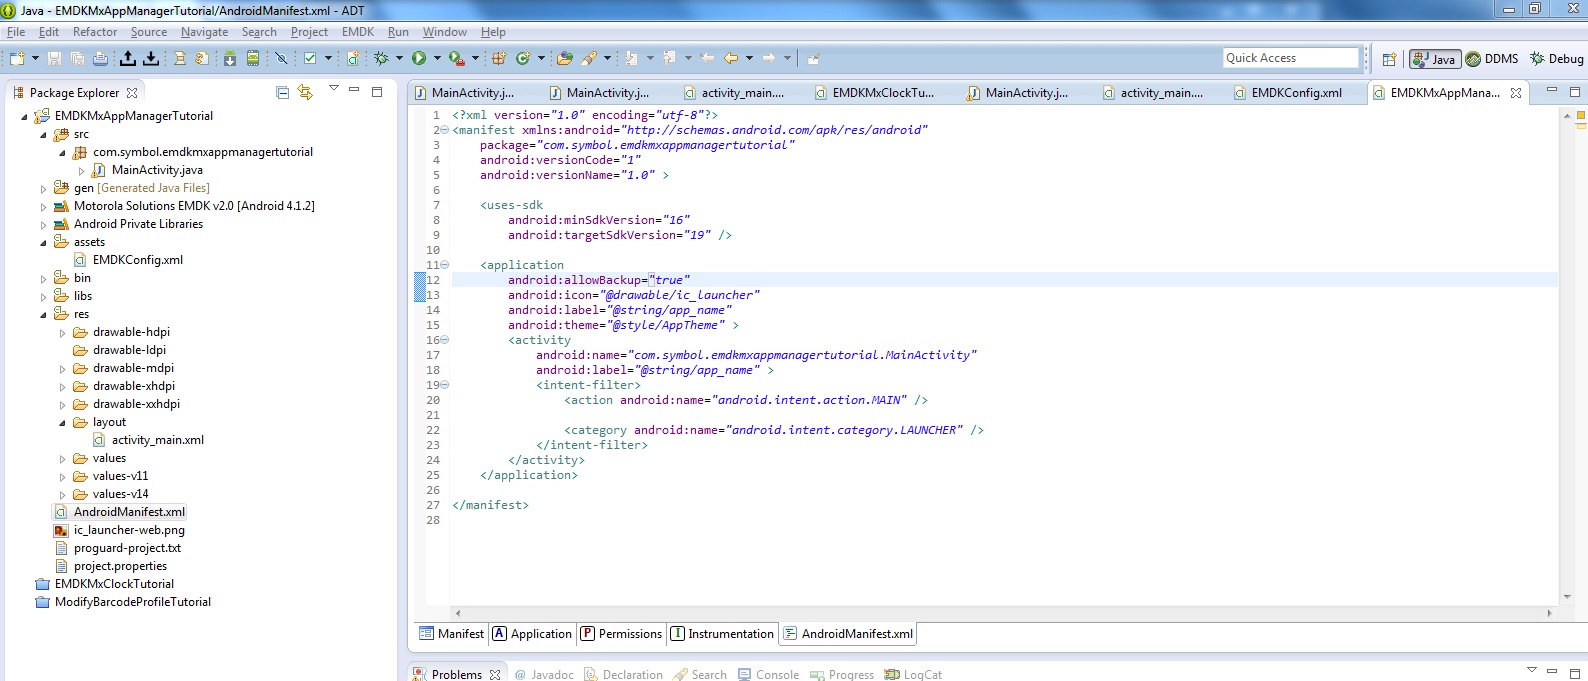 Java - EMDKMxAppManagerTutorial/AndroidManifest.xml - ADT
File Edit Refactor Source Navigate Search Project EMDK Run Window Help
Quick Access Java DDMS Debug
Package Explorer
EMDKMxAppManagerTutorial
src
com.symbol.emdkmxappmanagertutorial
MainActivity.java
gen [Generated Java Files]
Motorola Solutions EMDK v2.0 [Android 4.1.2]
Android Private Libraries
assets
EMDKConfig.xml
bin
libs
res
drawable-hdpi
drawable-ldpi
drawable-mdpi
drawable-xhdpi
drawable-xxhdpi
layout
activity_main.xml
values
values-v11
values-v14
AndroidManifest.xml
ic_launcher-web.png
proguard-project.txt
project.properties
EMDKMxClockTutorial
ModifyBarcodeProfileTutorial
MainActivity.j... MainActivity.j... activity_main.... EMDKMxClockTu... MainActivity.j... activity_main.... EMDKConfig.xml EMDKMxAppMana...
1 <?xml version="1.0" encoding="utf-8"?>
2 <manifest xmlns:android="http://schemas.android.com/apk/res/android"
3 package="com.symbol.emdkmxappmanagertutorial"
4 android:versionCode="1"
5 android:versionName="1.0" >
6
7 <uses-sdk
8 android:minSdkVersion="16"
9 android:targetSdkVersion="19" />
10
11 <application
12 android:allowBackup="true"
13 android:icon="@drawable/ic_launcher"
14 android:label="@string/app_name"
15 android:theme="@style/AppTheme" >
16 <activity
17 android:name="com.symbol.emdkmxappmanagertutorial.MainActivity"
18 android:label="@string/app_name" >
19 <intent-filter>
20 <action android:name="android.intent.action.MAIN" />
21
22 <category android:name="android.intent.category.LAUNCHER" />
23 </intent-filter>
24 </activity>
25 </application>
26
27 </manifest>
28
Manifest A Application P Permissions I Instrumentation AndroidManifest.xml
Problems @ Javadoc Declaration Search Console Progress LogCat